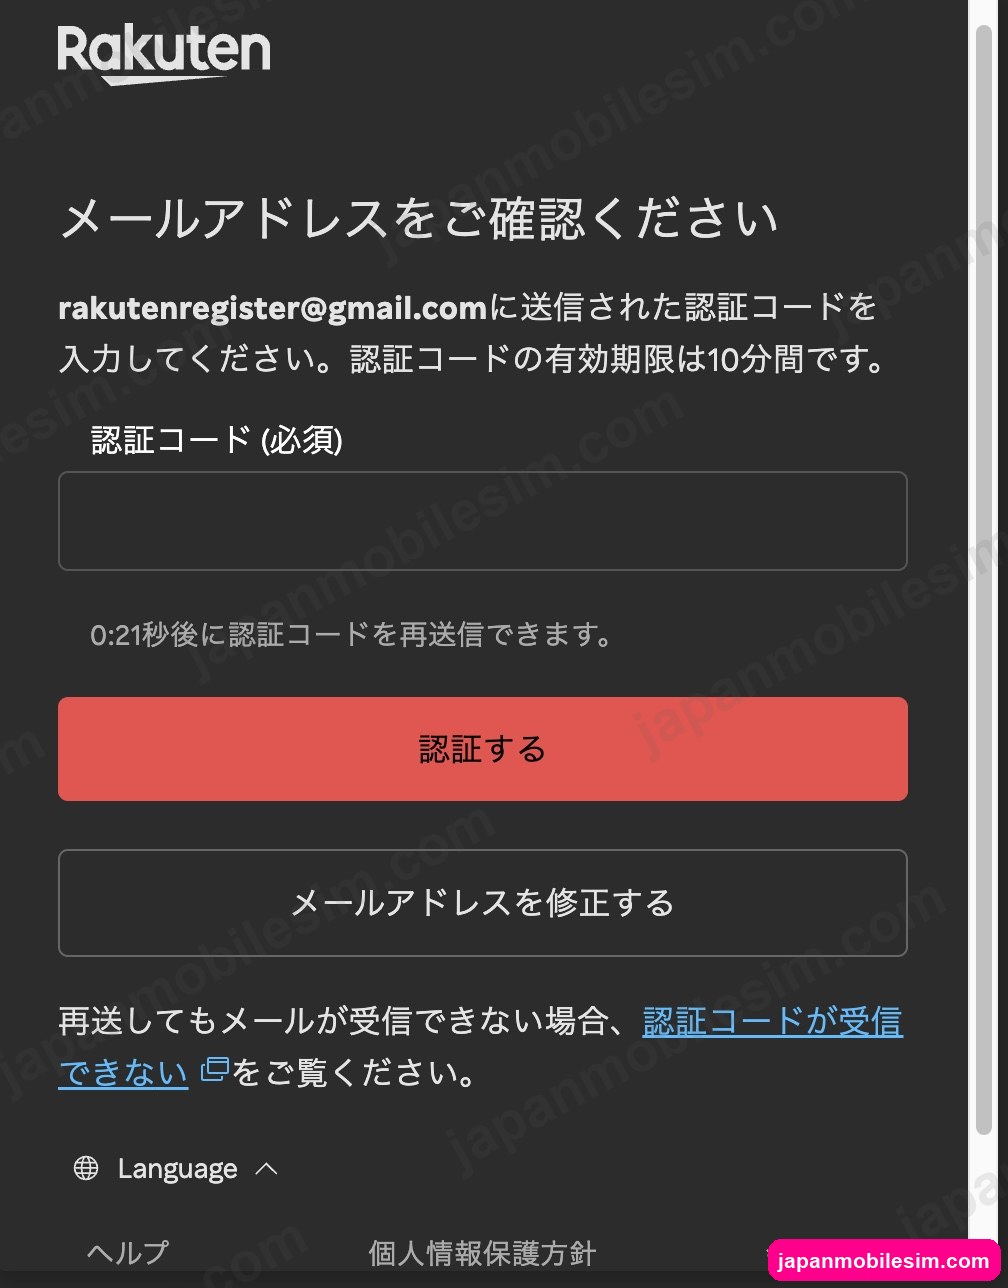 Rakuten
メールアドレスをご確認ください
rakutenregister@gmail.comに送信された認証コードを
入力してください。認証コードの有効期限は10分間です。
認証コード (必須)
0:21秒後に認証コードを再送信できます。
認証する
メールアドレスを修正する
再送してもメールが受信できない場合、認証コードが受信
できない をご覧ください。
Language
ヘルプ 個人情報保護方針
japanmobilesim.com